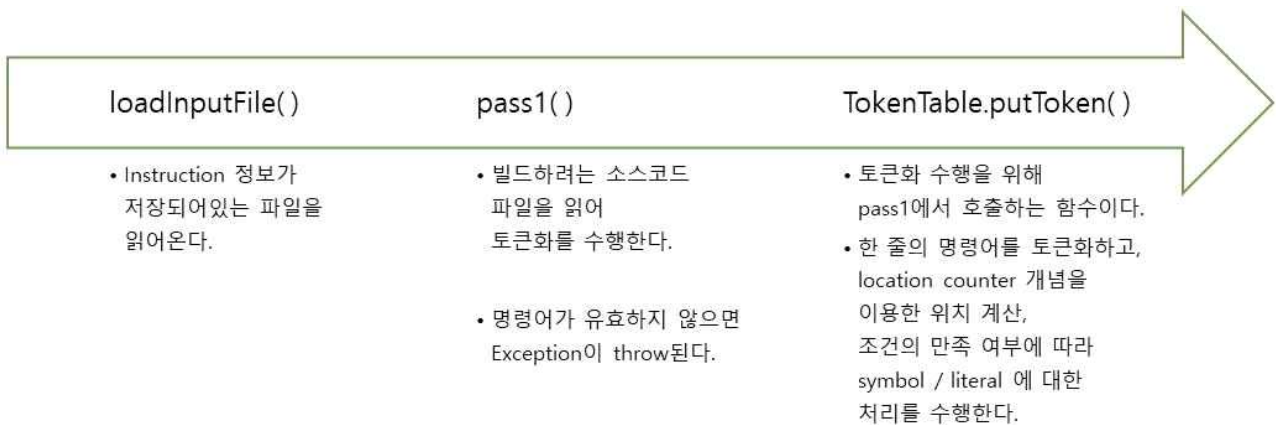 loadInputFile( )
• Instruction 정보가
저장되어있는 파일을
읽어온다.
pass1( )
• 빌드하려는 소스코드
파일을 읽어
토큰화를 수행한다.
• 명령어가 유효하지 않으면
Exception이 throw된다.
TokenTable.putToken( )
• 토큰화 수행을 위해
pass1에서 호출하는 함수이다.
• 한 줄의 명령어를 토큰화하고,
location counter 개념을
이용한 위치 계산,
조건의 만족 여부에 따라
symbol / literal 에 대한
처리를 수행한다.